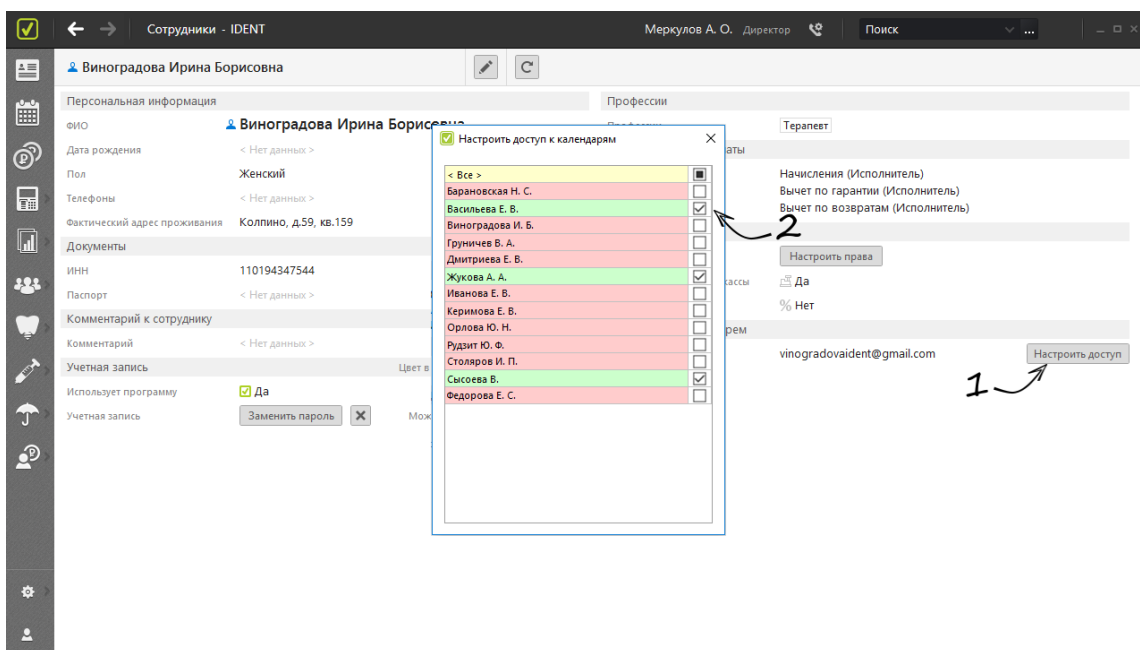 Сотрудники - IDENT
Меркулов А. О. Директор
Поиск
...
Виноградова Ирина Борисовна
Персональная информация
ФИО Виноградова Ирина Борисовна
Дата рождения < Нет данных >
Пол Женский
Телефоны < Нет данных >
Фактический адрес проживания Колпино, д.59, кв.159
Документы
ИНН 110194347544
Паспорт < Нет данных >
Комментарий к сотруднику
Комментарий < Нет данных >
Учетная запись Цвет в
Использует программу Да
Учетная запись Заменить пароль Мож
Настроить доступ к календарям
< Все >
Барановская Н. С.
Васильева Е. В.
Виноградова И. Б.
Груничев В. А.
Дмитриева Е. В.
Жукова А. А.
Иванова Е. В.
Керимова Е. В.
Орлова Ю. Н.
Рудзит Ю. Ф.
Столяров И. П.
Сысоева В.
Федорова Е. С.
Профессии
Терапевт
аты
Начисления (Исполнитель)
Вычет по гарантии (Исполнитель)
Вычет по возвратам (Исполнитель)
2
Настроить права
кассы Да
% Нет
рем
vinogradovaident@gmail.com Настроить доступ
1